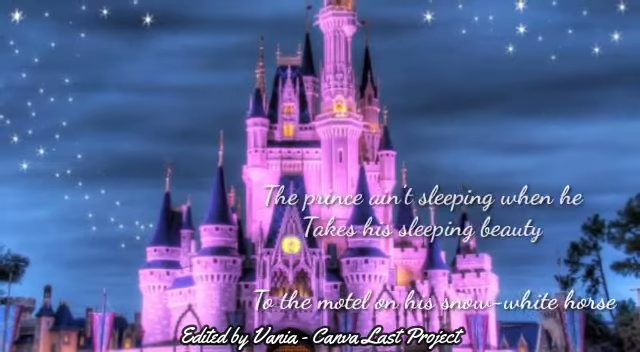 The prince ain't sleeping when he
Takes his sleeping beauty
To the motel on his snow-white horse
Edited by Vania - Canva Last Project